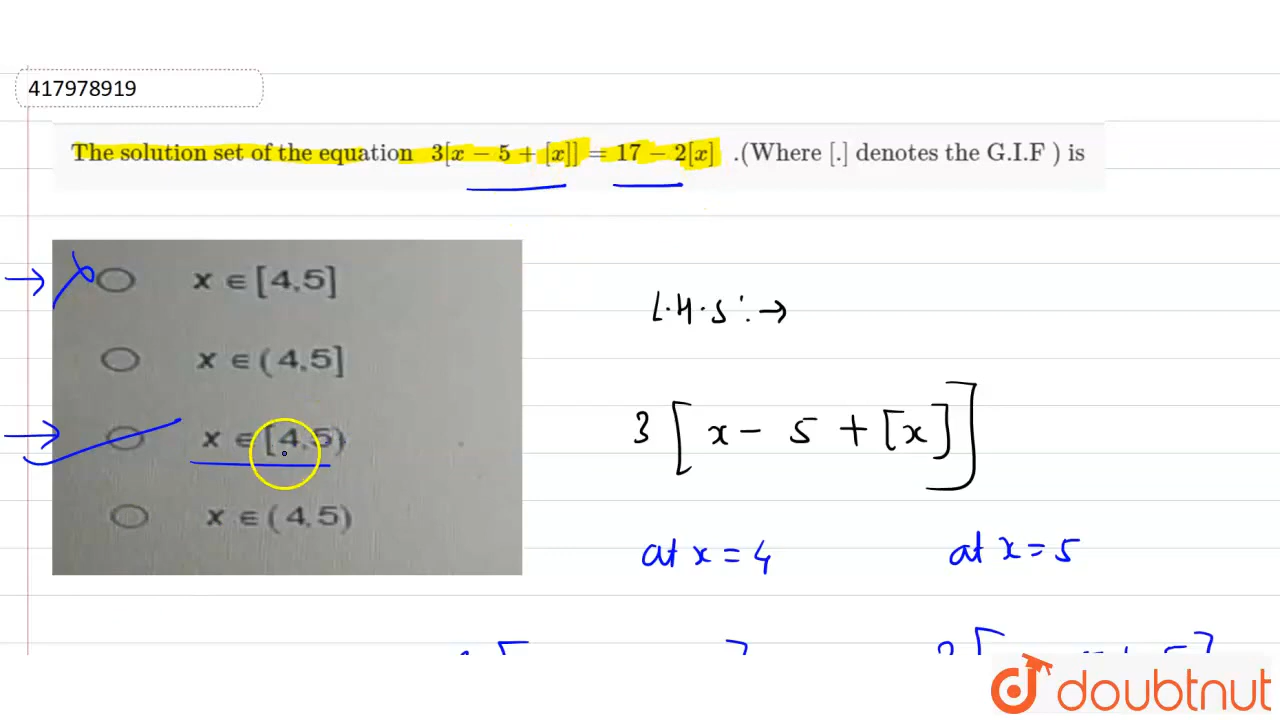 417978919
The solution set of the equation 3[x − 5 + [x]] = 17 − 2[x] .(Where [.] denotes the G.I.F ) is
x ∈ [4,5]
x ∈ (4,5]
x ∈ [4,5)
x ∈ (4,5)
L.H.S :→
3 [x − 5 + [x]]
at x = 4
at x = 5
doubtnut